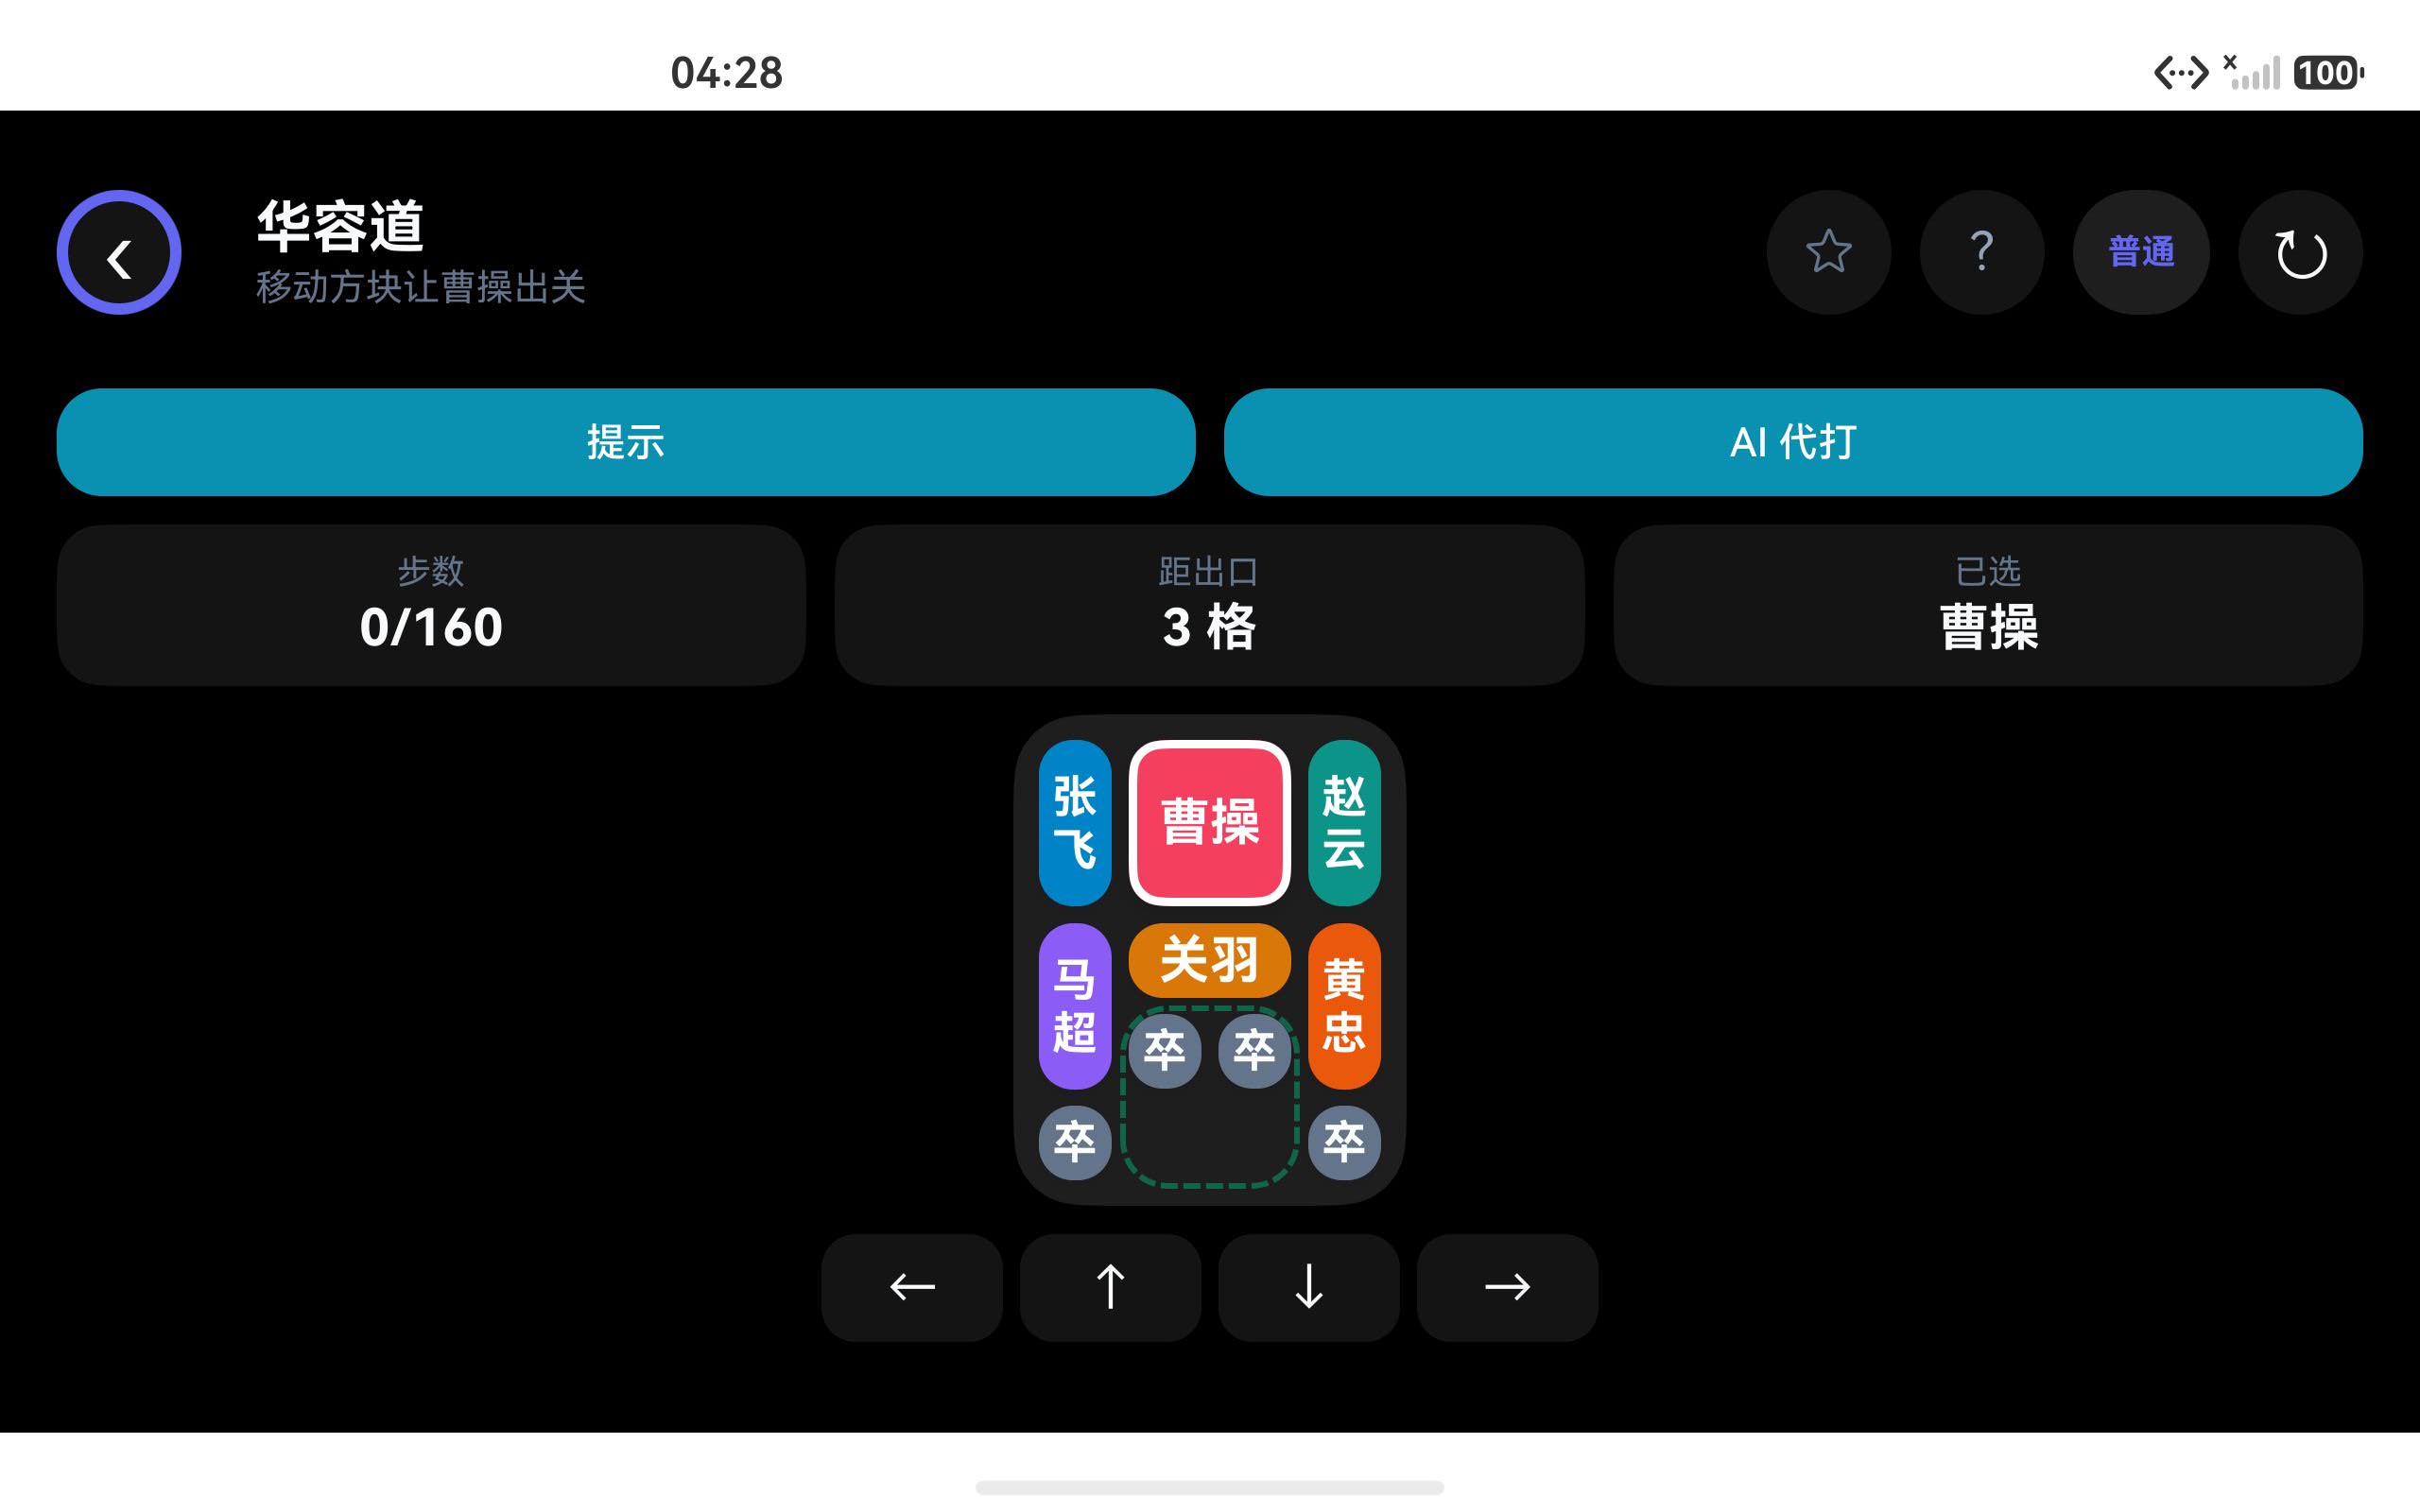 04:28
100
华容道
移动方块让曹操出关
?
普通
提示
AI 代打
步数
距出口
已选
0/160
3 格
曹操
张飞
曹操
赵云
马超
关羽
黄忠
卒
卒
卒
卒
←
↑
↓
→